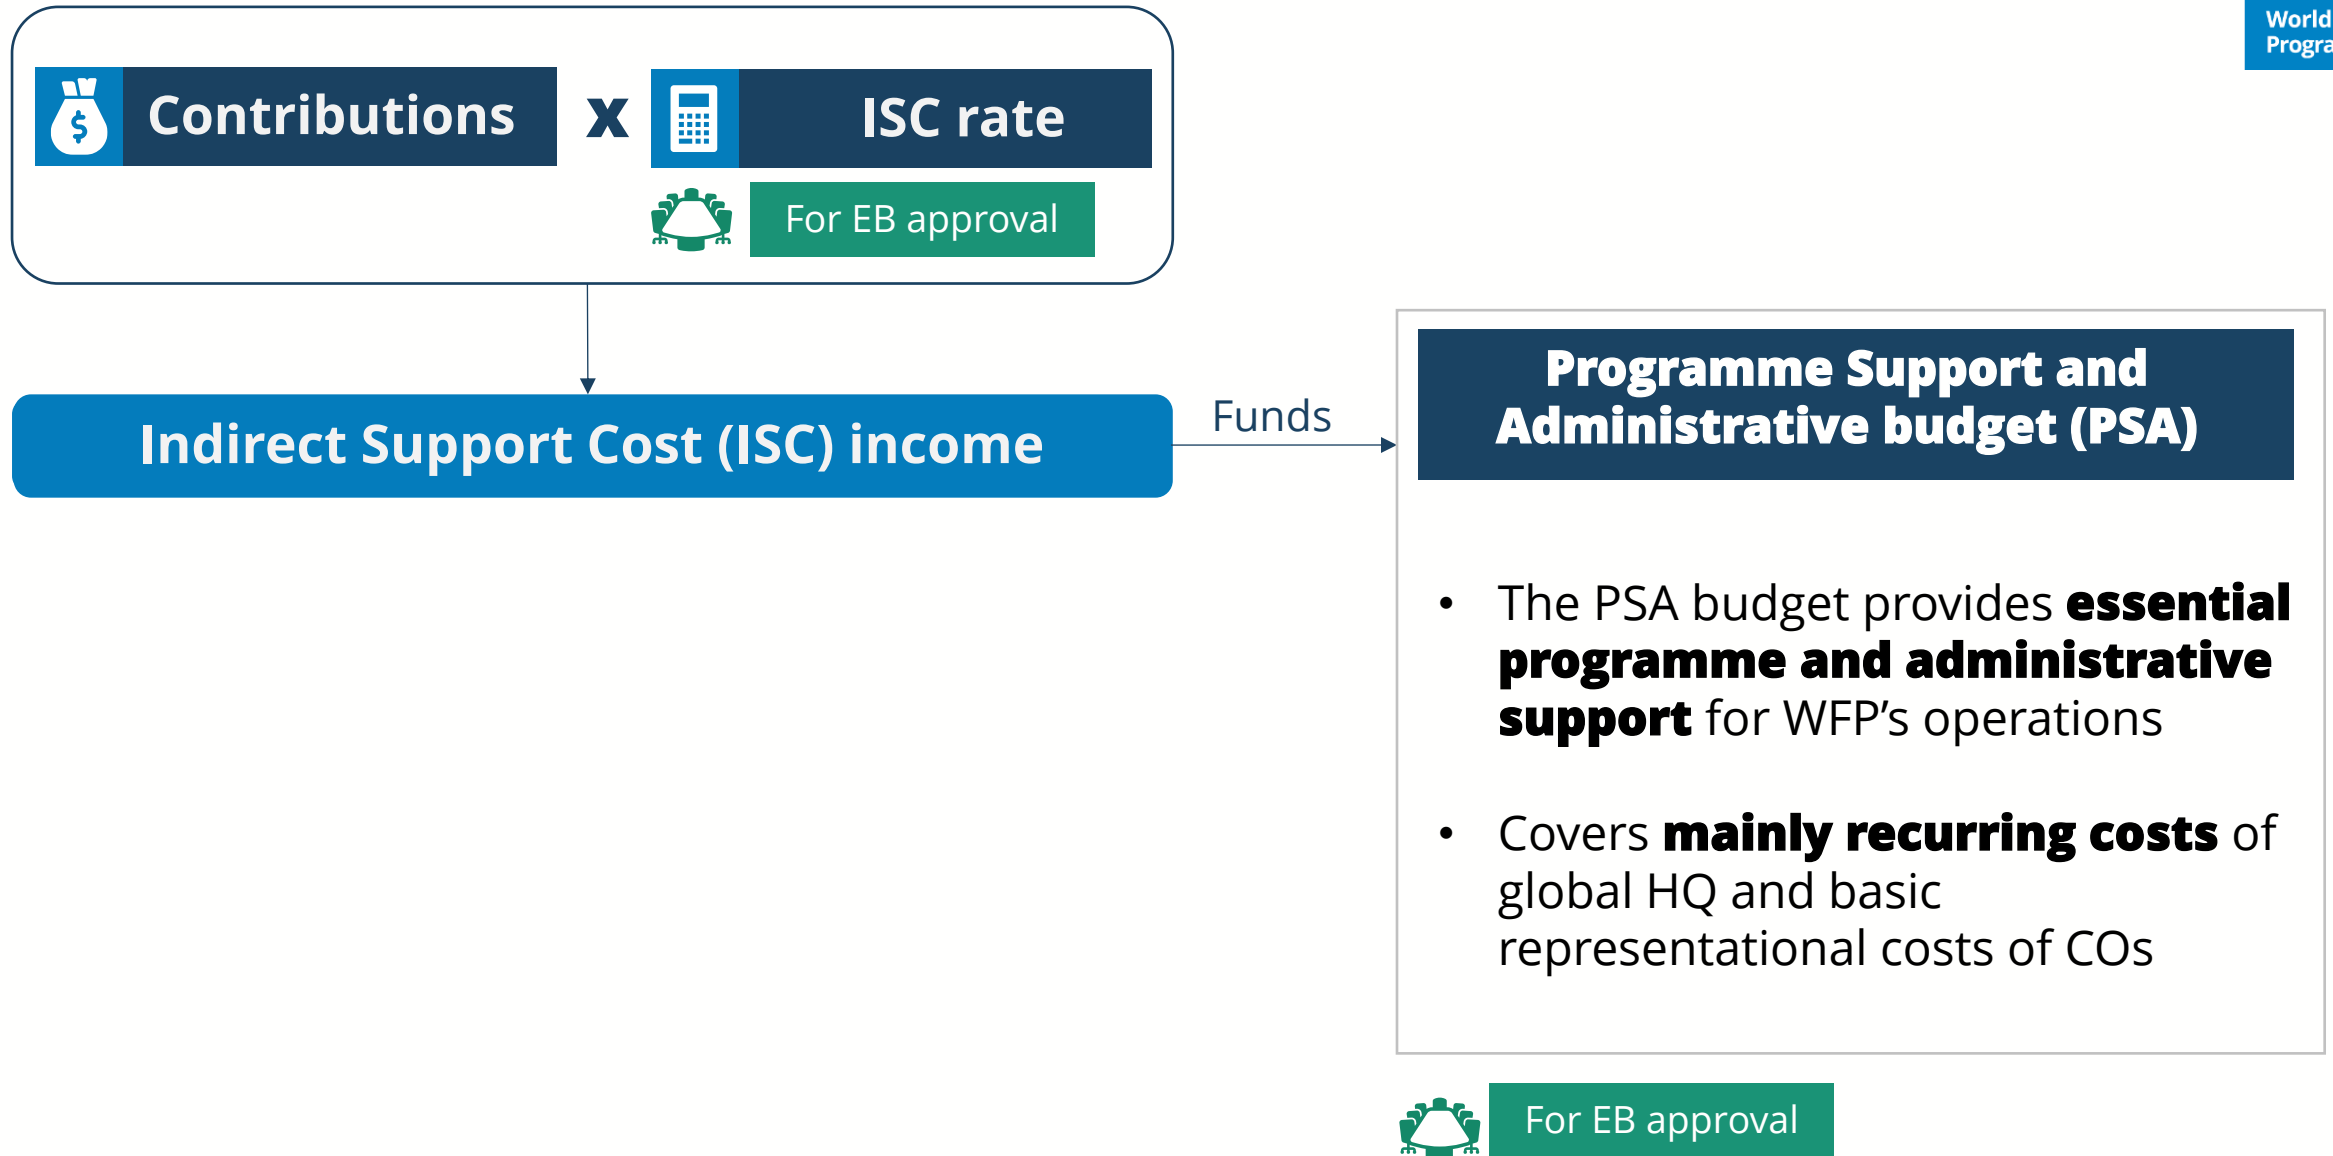 World
Progra
Contributions
x
ISC rate
For EB approval
Indirect Support Cost (ISC) income
Funds
Programme Support and
Administrative budget (PSA)
• The PSA budget provides essential
programme and administrative
support for WFP’s operations
• Covers mainly recurring costs of
global HQ and basic
representational costs of COs
For EB approval